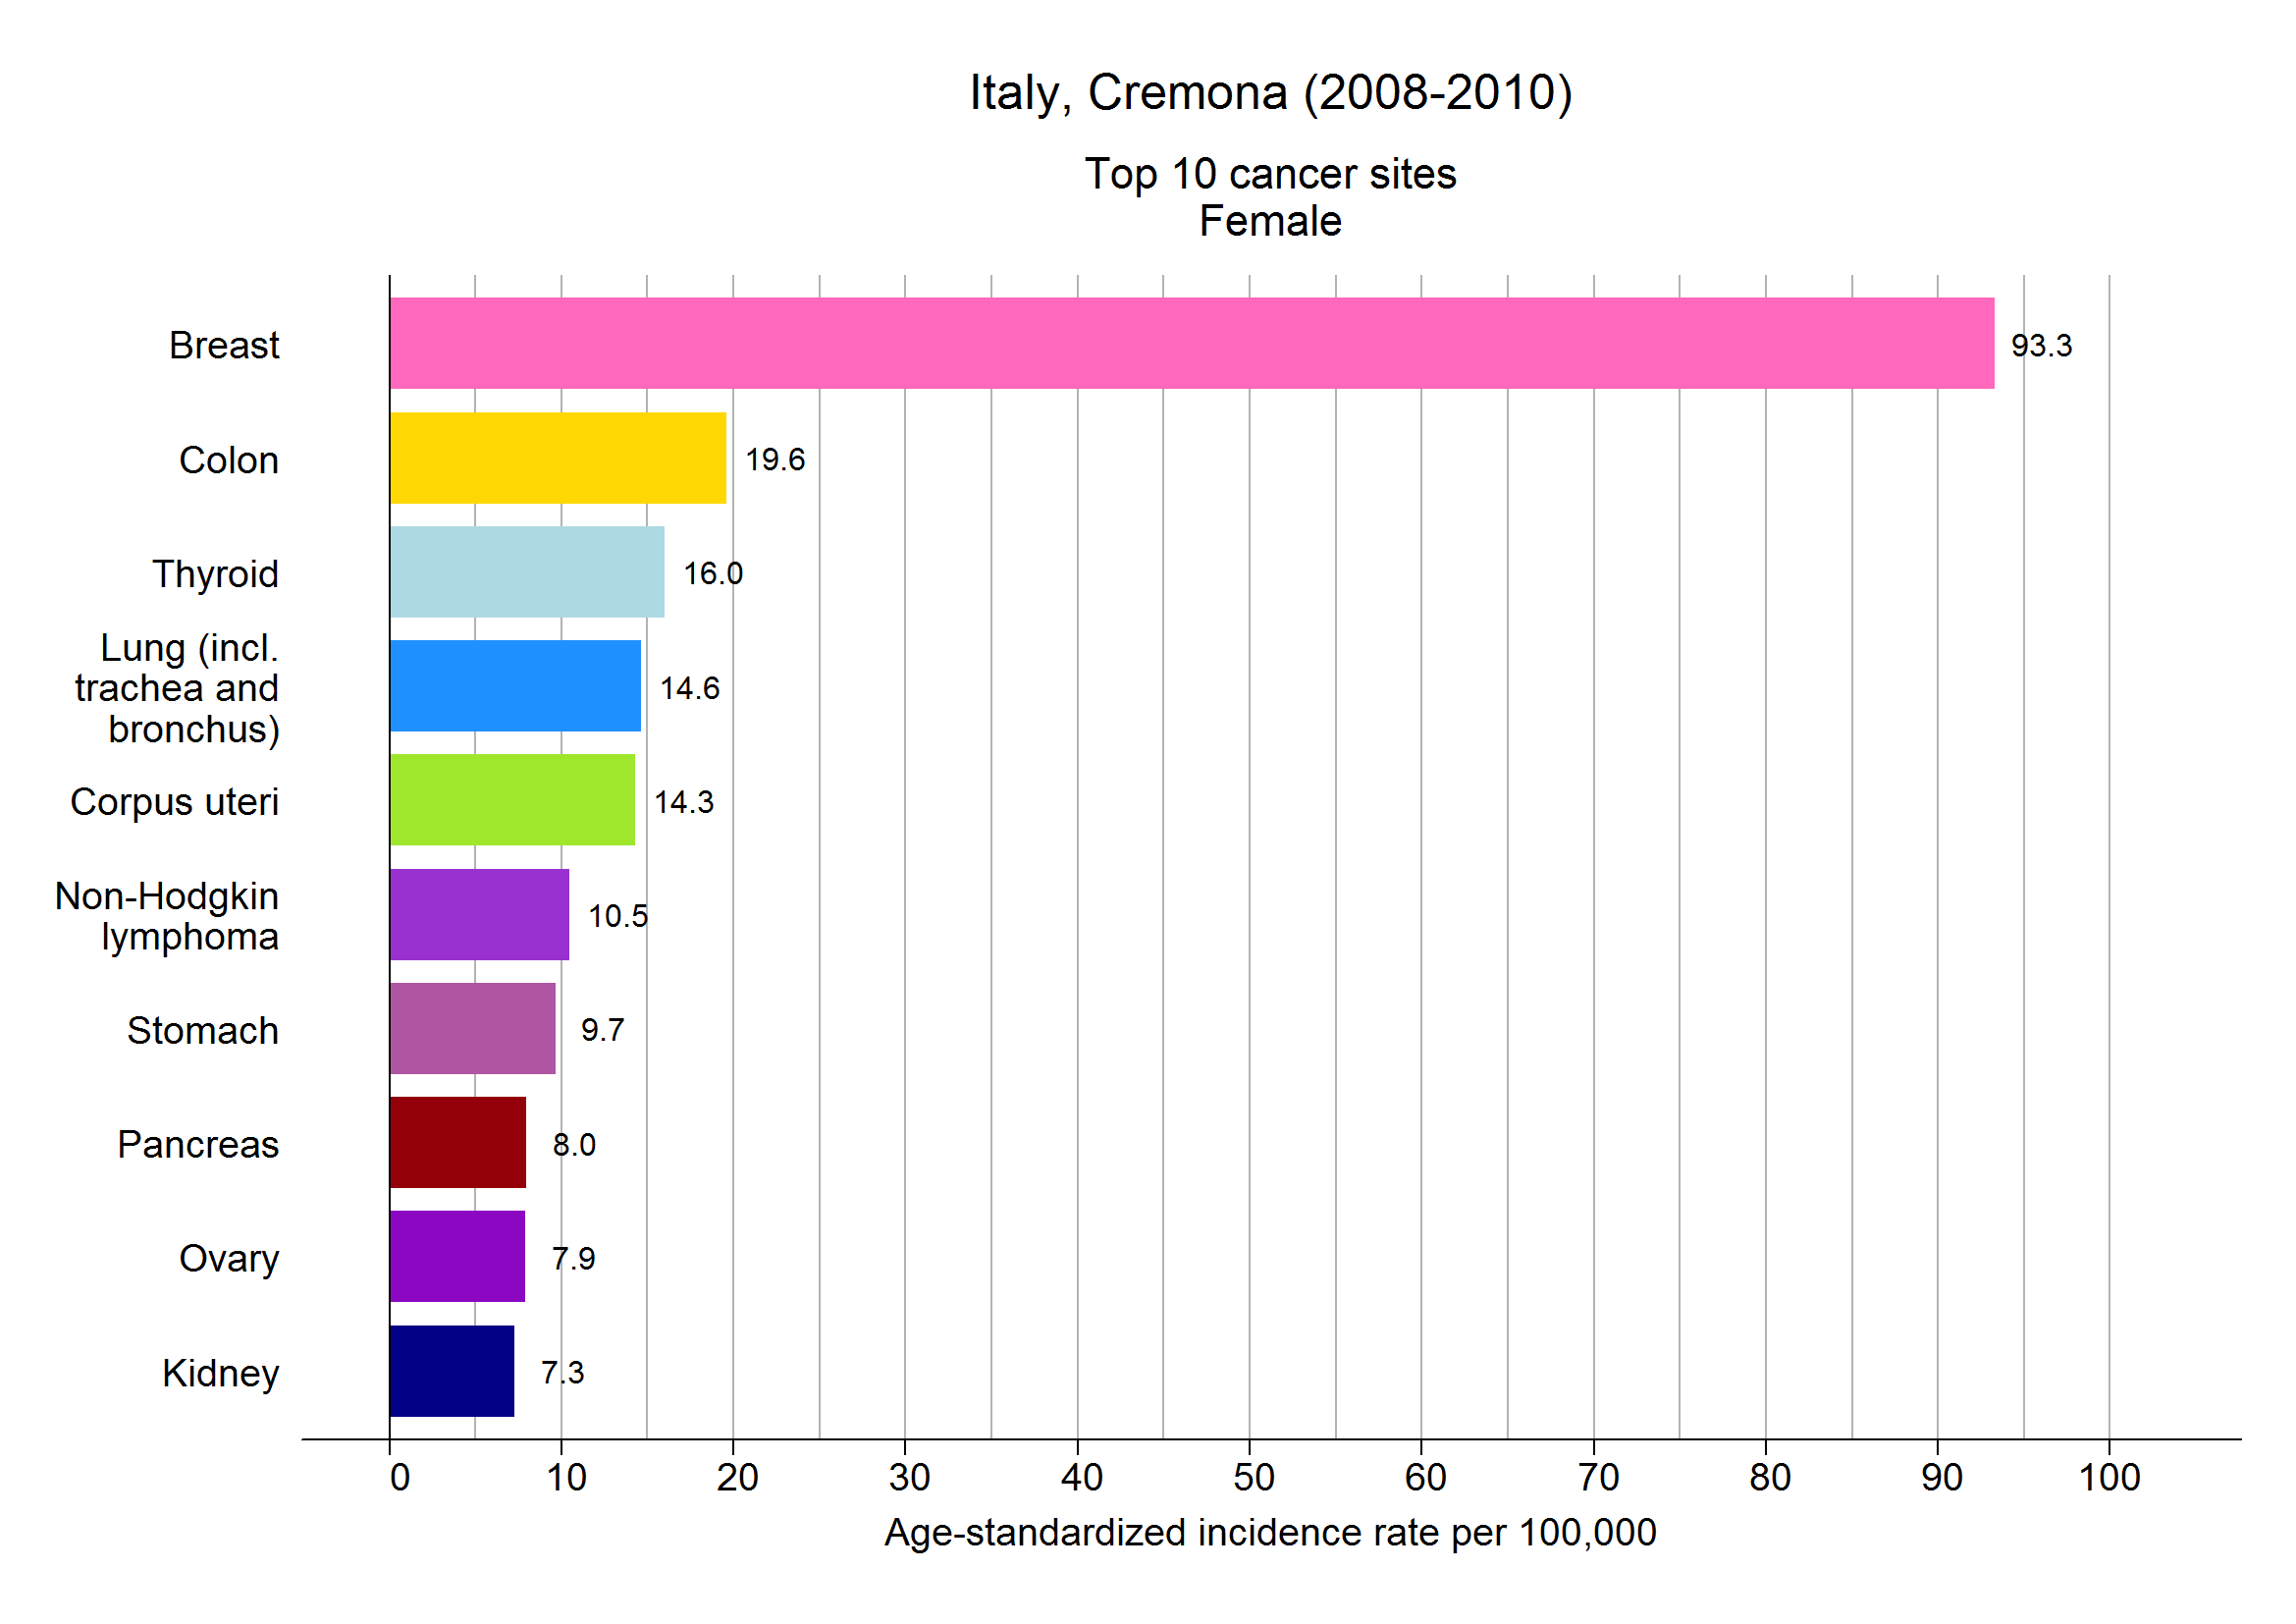 Italy, Cremona (2008-2010)
Top 10 cancer sites
Female
Breast
93.3
Colon
19.6
Thyroid
16.0
Lung (incl.
trachea and
bronchus)
14.6
Corpus uteri
14.3
Non-Hodgkin
lymphoma
10.5
Stomach
9.7
Pancreas
8.0
Ovary
7.9
Kidney
7.3
0 10 20 30 40 50 60 70 80 90 100
Age-standardized incidence rate per 100,000